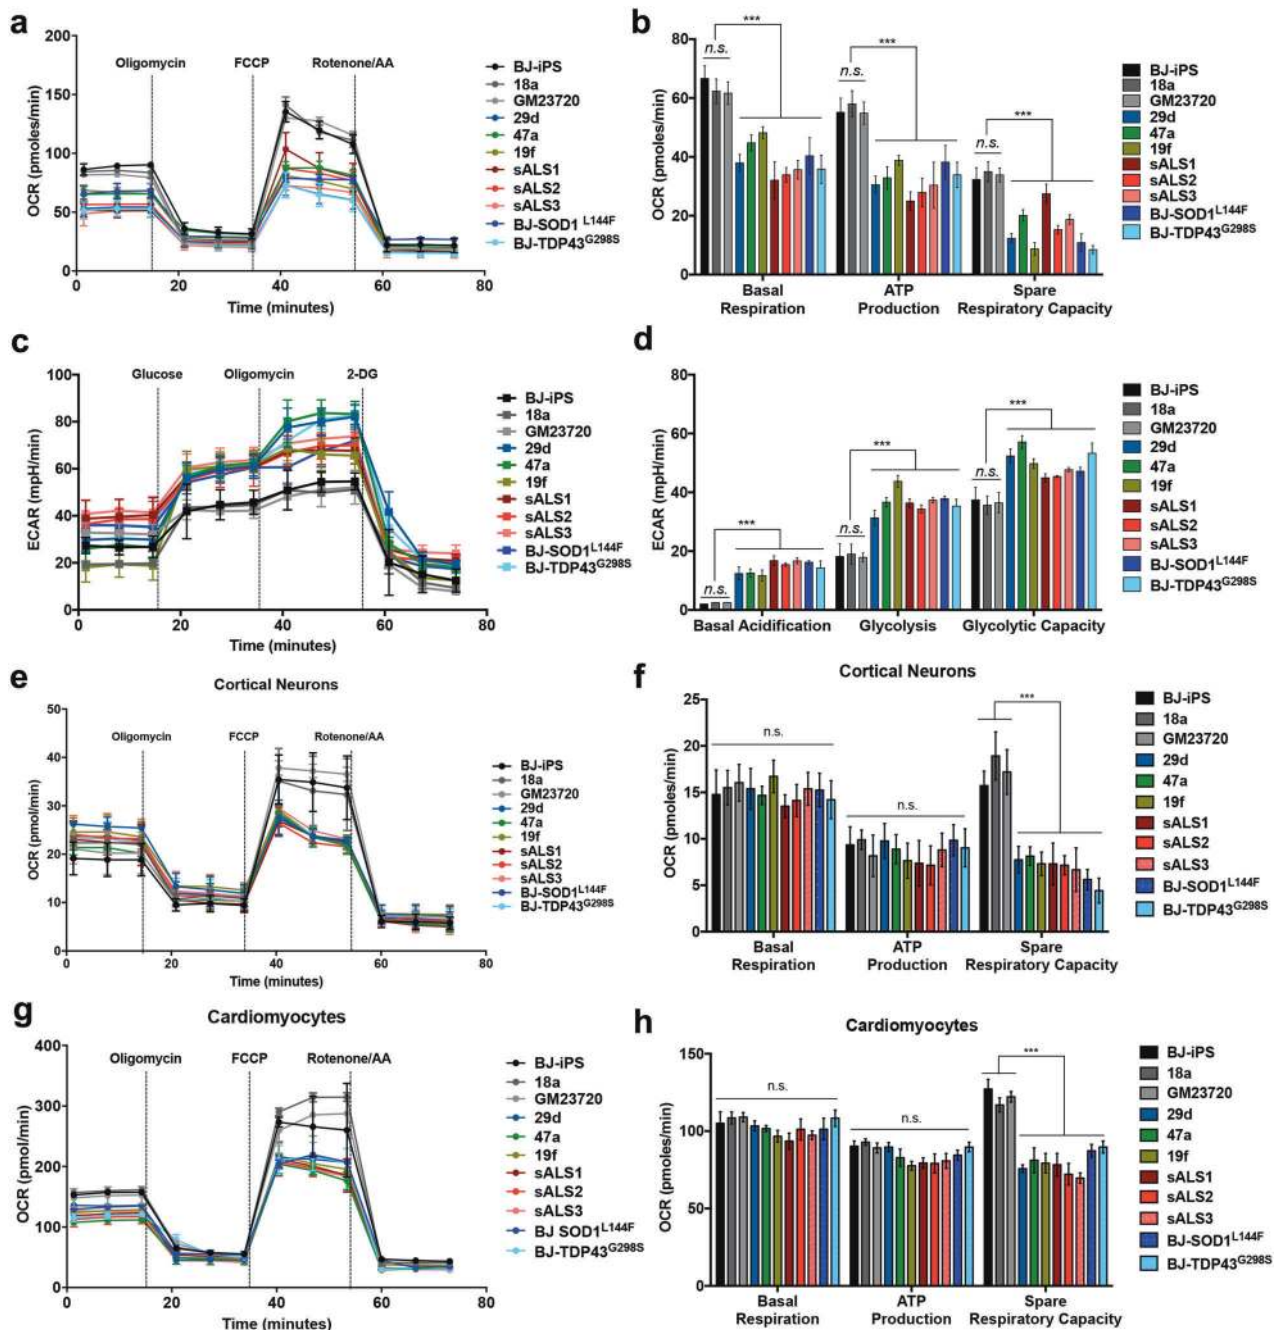 a
200
150
100
50
0
OCR (pmoles/min)
Oligomycin FCCP Rotenone/AA
0 20 40 60 80
Time (minutes)
BJ-iPS
18a
GM23720
29d
47a
19f
sALS1
sALS2
sALS3
BJ-SOD1 L144F
BJ-TDP43G298S
b
80
60
40
20
0
OCR (pmoles/min)
n.s. ***
n.s. ***
n.s. ***
Basal
Respiration
ATP
Production
Spare
Respiratory Capacity
BJ-iPS
18a
GM23720
29d
47a
19f
sALS1
sALS2
sALS3
BJ-SOD1L144F
BJ-TDP43G298S
c
100
80
60
40
20
0
ECAR (mpH/min)
Glucose Oligomycin 2-DG
0 20 40 60 80
Time (minutes)
BJ-iPS
18a
GM23720
29d
47a
19f
sALS1
sALS2
sALS3
BJ-SOD1L144F
BJ-TDP43G298S
d
80
60
40
20
0
ECAR (mpH/min)
n.s. ***
n.s. ***
n.s. ***
Basal Acidification Glycolysis Glycolytic Capacity
BJ-iPS
18a
GM23720
29d
47a
19f
sALS1
sALS2
sALS3
BJ-SOD1L144F
BJ-TDP43G298S
e
Cortical Neurons
50
40
30
20
10
0
OCR (pmol/min)
Oligomycin FCCP Rotenone/AA
0 20 40 60 80
Time (minutes)
BJ-iPS
18a
GM23720
29d
47a
19f
sALS1
sALS2
sALS3
BJ-SOD1L144F
BJ-TDP43G298S
f
Cortical Neurons
25
20
15
10
5
0
OCR (pmoles/min)
n.s.
n.s.
***
Basal
Respiration
ATP
Production
Spare
Respiratory Capacity
BJ-iPS
18a
GM23720
29d
47a
19f
sALS1
sALS2
sALS3
BJ-SOD1L144F
BJ-TDP43G298S
g
Cardiomyocytes
400
300
200
100
0
OCR (pmol/min)
Oligomycin FCCP Rotenone/AA
0 20 40 60 80
Time (minutes)
BJ-iPS
18a
GM23720
29d
47a
19f
sALS1
sALS2
sALS3
BJ SOD1L144F
BJ-TDP43G298S
h
Cardiomyocytes
150
100
50
0
OCR (pmoles/min)
n.s.
n.s.
***
Basal
Respiration
ATP
Production
Spare
Respiratory Capacity
BJ-iPS
18a
GM23720
29d
47a
19f
sALS1
sALS2
sALS3
BJ-SOD1L144F
BJ-TDP43G298S